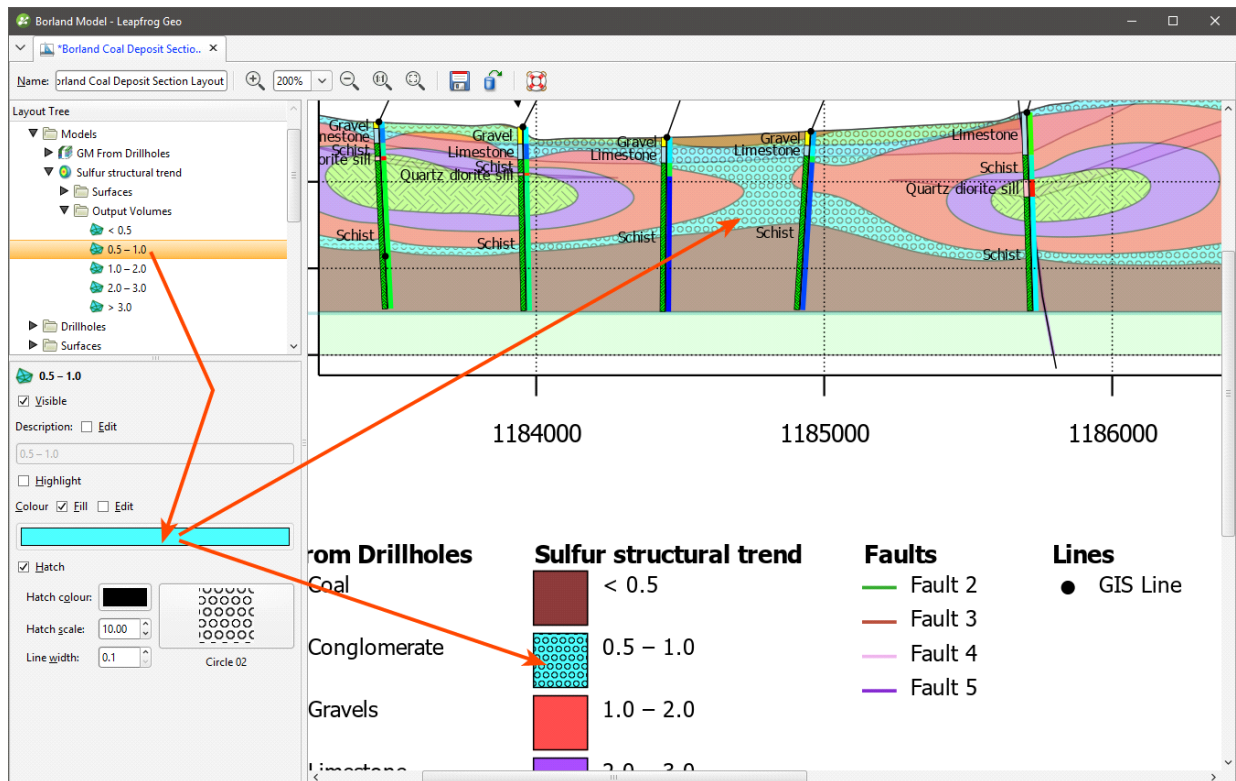 Borland Model - Leapfrog Geo
*Borland Coal Deposit Sectio..
Name: orland Coal Deposit Section Layout
200%
Layout Tree
Models
GM From Drillholes
Sulfur structural trend
Surfaces
Output Volumes
< 0.5
0.5 – 1.0
1.0 – 2.0
2.0 – 3.0
> 3.0
Drillholes
Surfaces
0.5 – 1.0
Visible
Description: Edit
0.5 – 1.0
Highlight
Colour Fill Edit
Hatch
Hatch colour:
Hatch scale: 10.00
Line width: 0.1
Circle 02
Gravel
mestone
Schist
orite sill
Schist
Gravel
Limestone
Schist
Quartz diorite sill
Schist
Gravel
Limestone
Schist
Gravel
Limestone
Schist
Limestone
Schist
Quartz diorite sill
Schist
1184000 1185000 1186000
rom Drillholes
Coal
Conglomerate
Gravels
Limestone
Sulfur structural trend
< 0.5
0.5 – 1.0
1.0 – 2.0
2.0 – 3.0
Faults
Fault 2
Fault 3
Fault 4
Fault 5
Lines
GIS Line